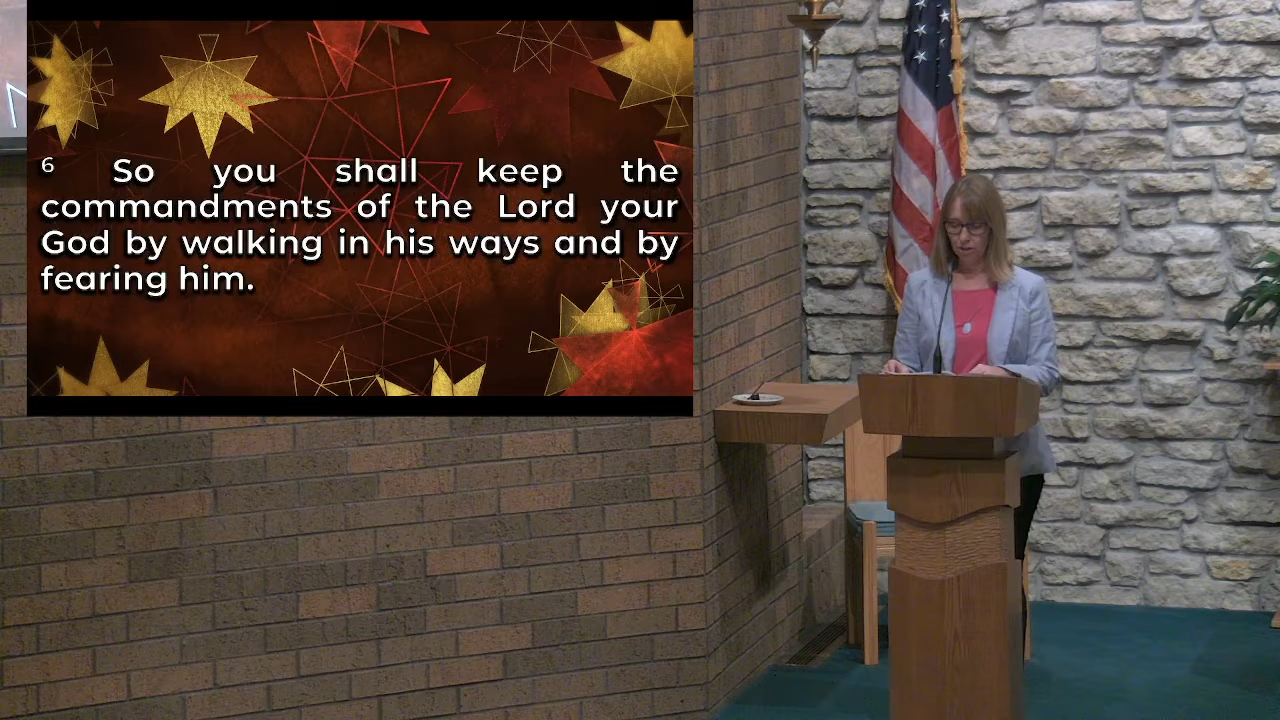 6 So you shall keep the
commandments of the Lord your
God by walking in his ways and by
fearing him.